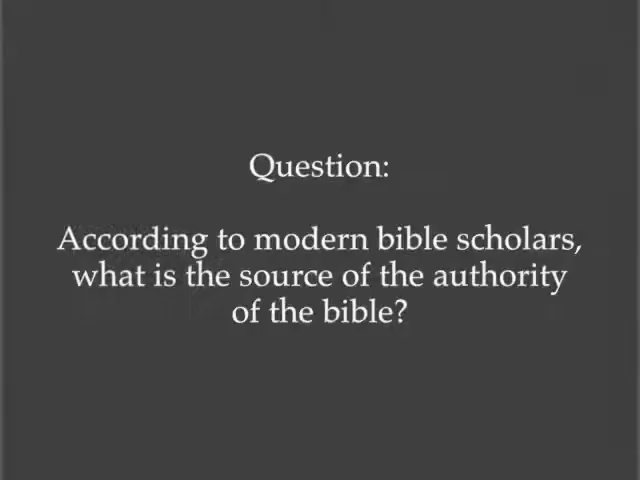 Question:
According to modern bible scholars,
what is the source of the authority
of the bible?